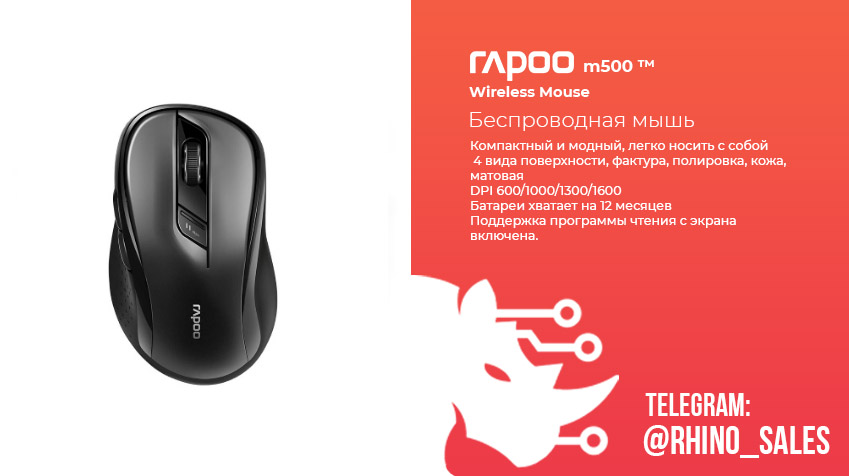 rapoo m500 ™
Wireless Mouse
Беспроводная мышь
Компактный и модный, легко носить с собой
4 вида поверхности, фактура, полировка, кожа,
матовая
DPI 600/1000/1300/1600
Батареи хватает на 12 месяцев
Поддержка программы чтения с экрана
включена.
rapoo
TELEGRAM:
@RHINO_SALES